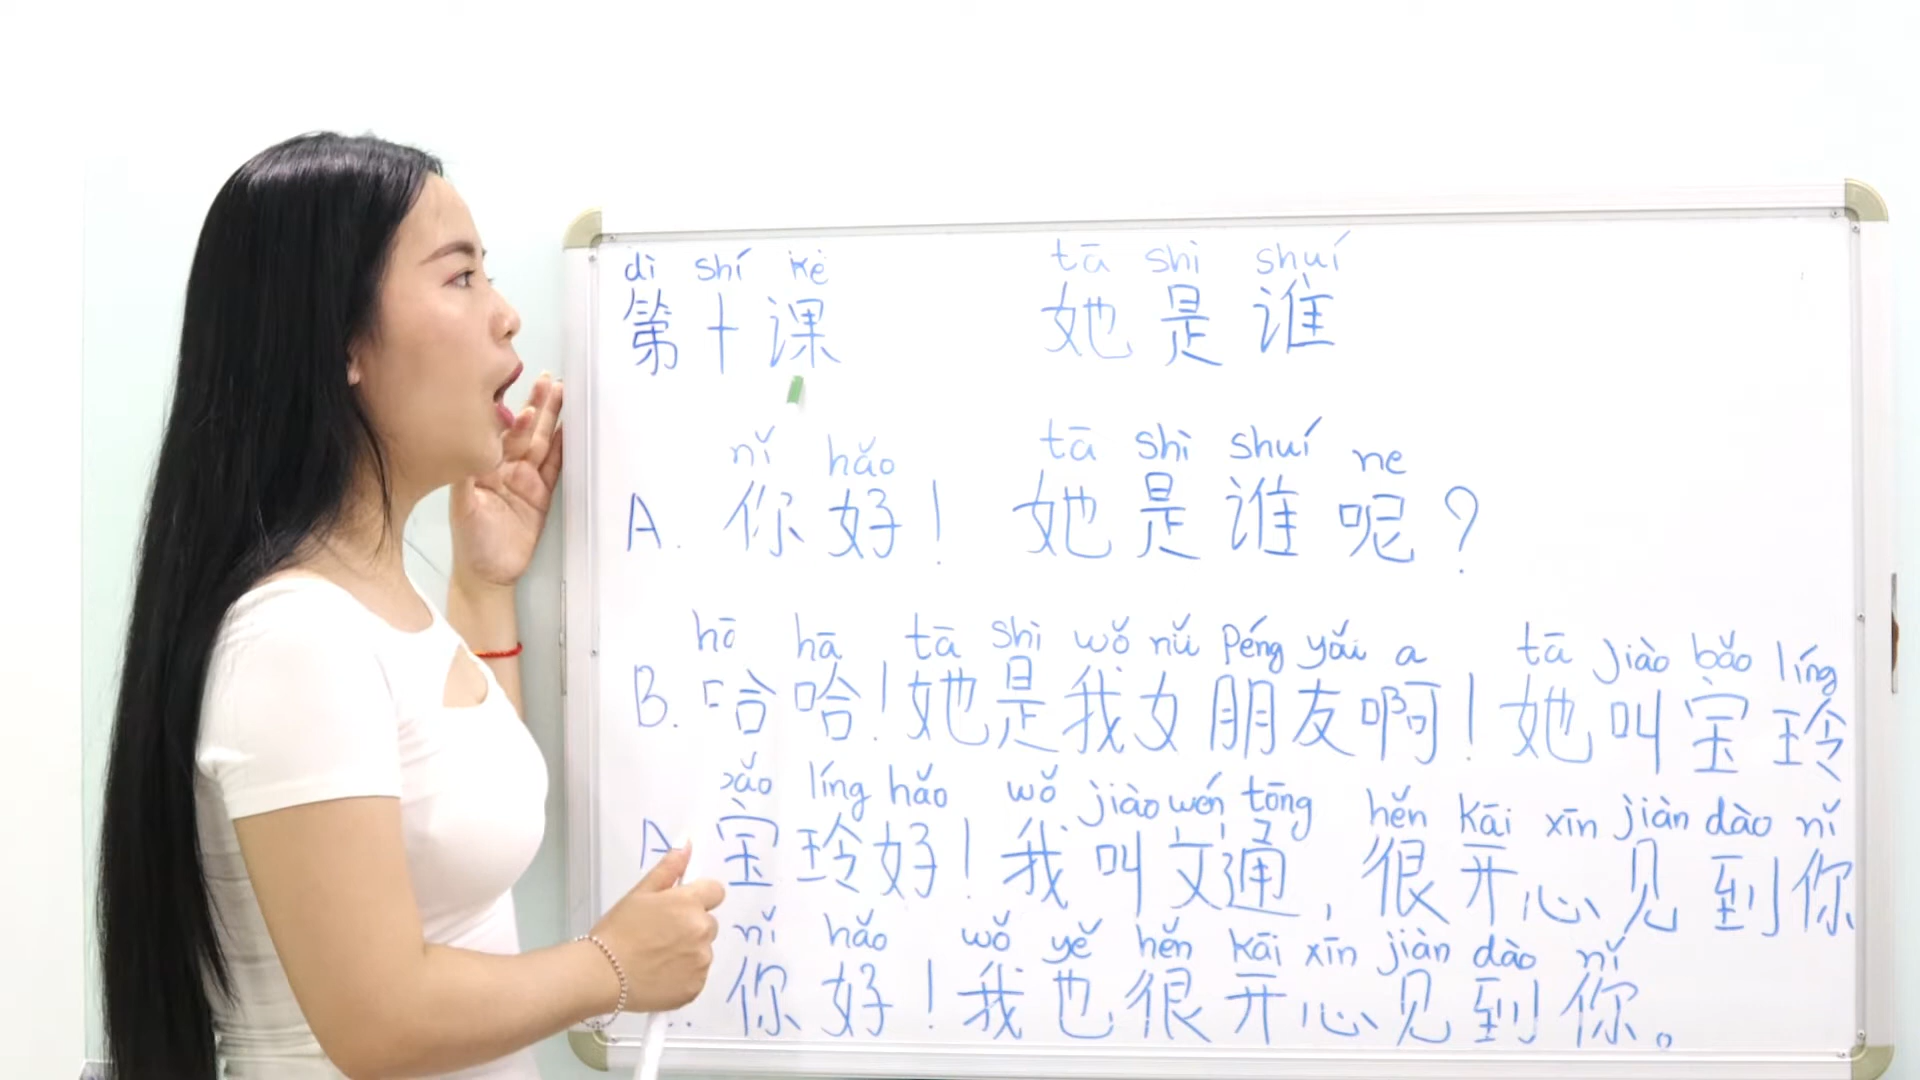 dì shí kè tā shì shuí
第十课 她是谁
nǐ hǎo tā shì shuí ne
A. 你好! 她是谁呢?
hō hā tā shì wǒ nǚ péng yǒu a tā jiào bǎo líng
B. 哈哈!她是我女朋友啊!她叫宝玲
líng hǎo wǒ jiào wén tōng hěn kāi xīn jiàn dào nǐ
A. 宝玲好!我叫文通, 很开心见到你
nǐ hǎo wǒ yě hěn kāi xīn jiàn dào nǐ
你好!我也很开心见到你。